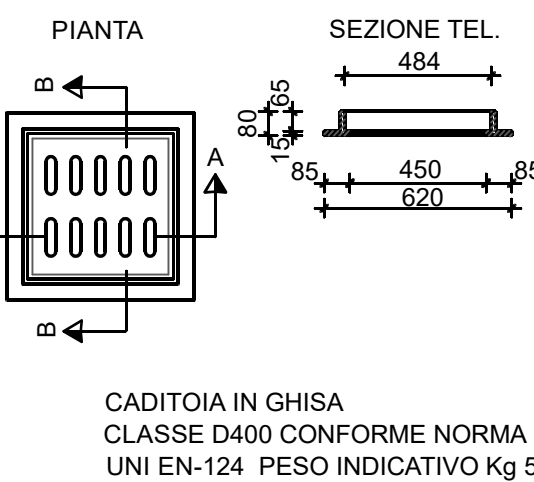 PIANTA
SEZIONE TEL.
B
484
65
80
15
A
85
450
85
620
B
CADITOIA IN GHISA
CLASSE D400 CONFORME NORMA
UNI EN-124 PESO INDICATIVO Kg 5